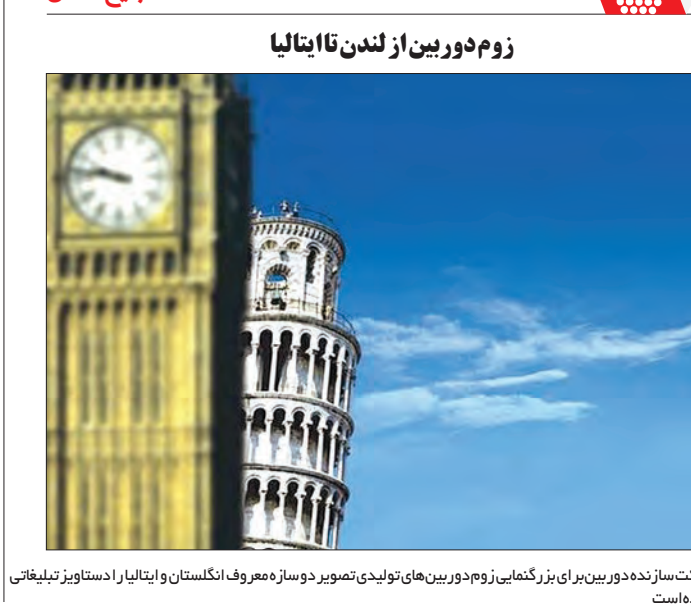 زوم دوربین از لندن تا ایتالیا
سازنده دوربین برای بزرگنمایی زوم دوربین‌های تولیدی تصویر دو سازه معروف انگلستان و ایتالیا را دستاویز تبلیغاتی
است